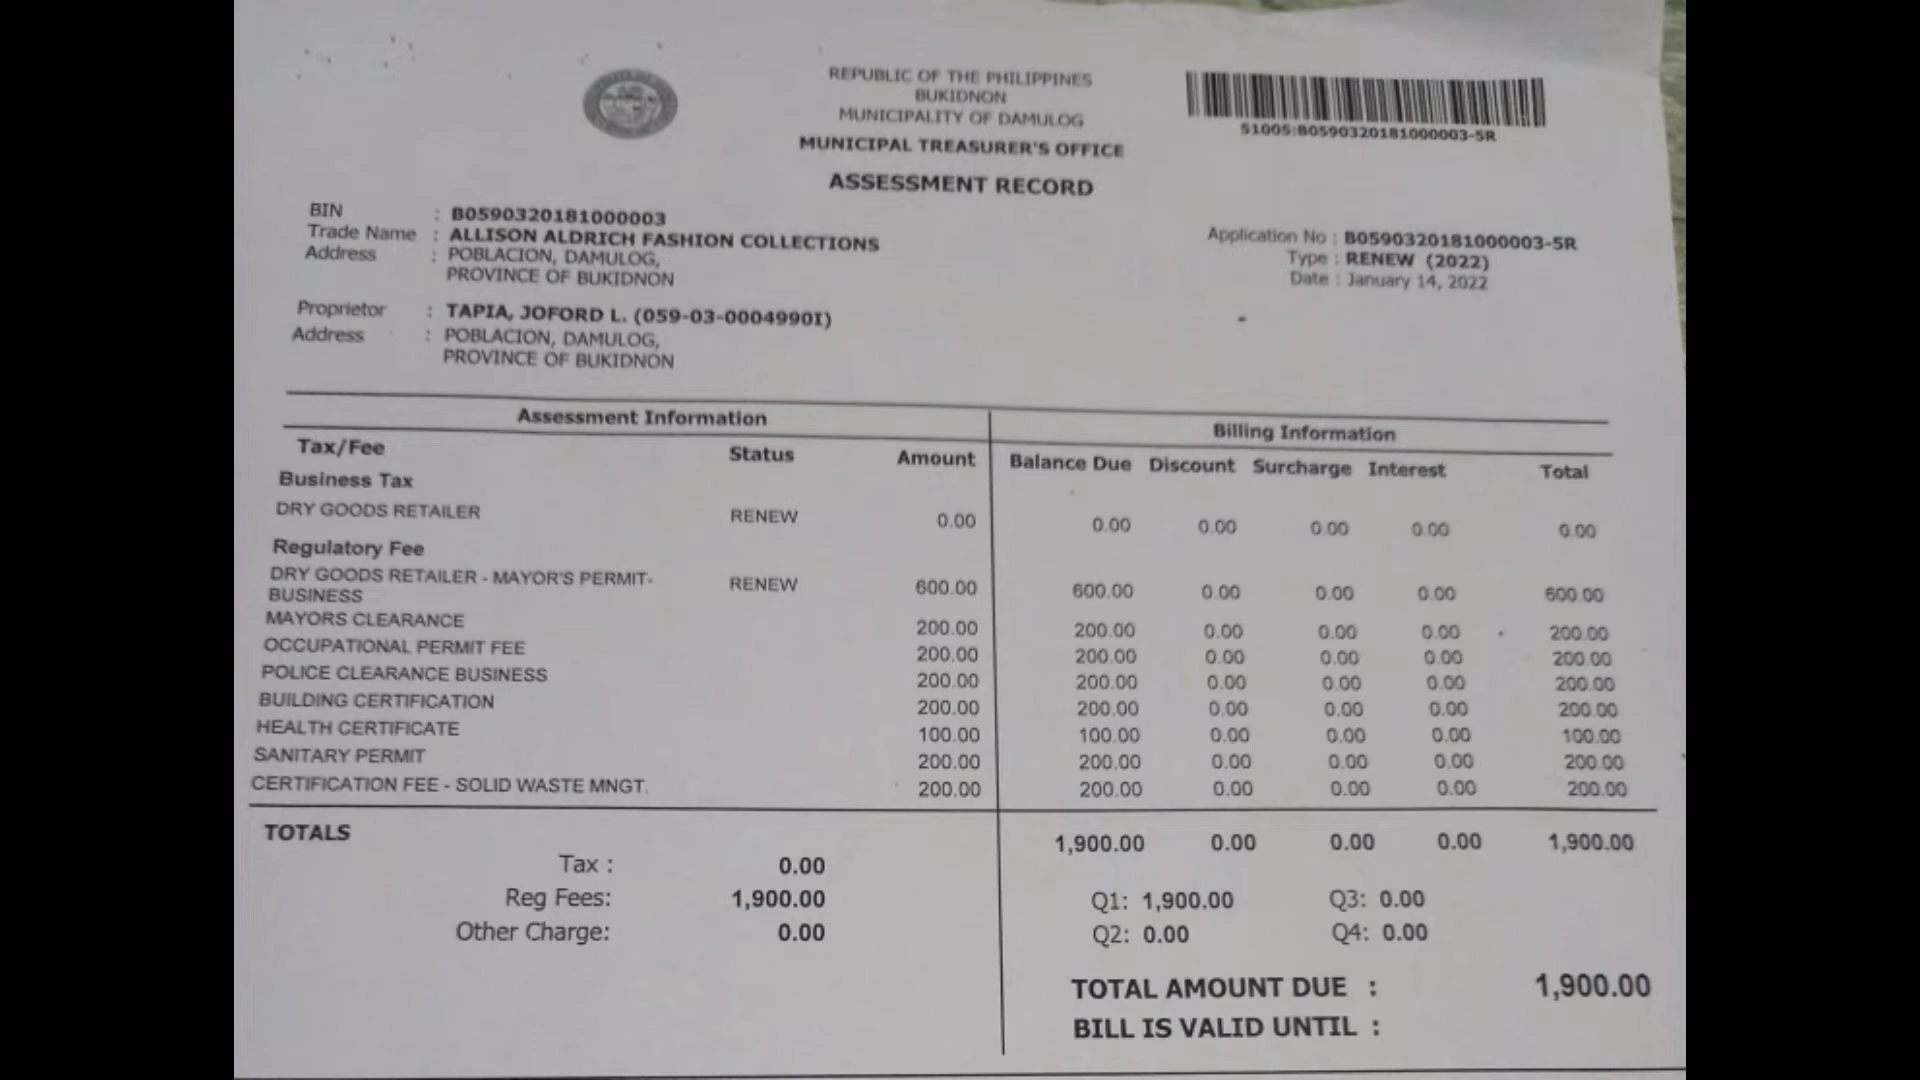 REPUBLIC OF THE PHILIPPINES
BUKIDNON
MUNICIPALITY OF DAMULOG
MUNICIPAL TREASURER'S OFFICE
ASSESSMENT RECORD
51005:B0590320181000003-5R
BIN : B0590320181000003
Trade Name : ALLISON ALDRICH FASHION COLLECTIONS
Address : POBLACION, DAMULOG,
PROVINCE OF BUKIDNON
Application No : B0590320181000003-5R
Type : RENEW (2022)
Date : January 14, 2022
Proprietor : TAPIA, JOFORD L. (059-03-0004990I)
Address : POBLACION, DAMULOG,
PROVINCE OF BUKIDNON
Assessment Information Billing Information
Tax/Fee Status Amount Balance Due Discount Surcharge Interest Total
Business Tax
DRY GOODS RETAILER RENEW 0.00 0.00 0.00 0.00 0.00 0.00
Regulatory Fee
DRY GOODS RETAILER - MAYOR'S PERMIT- RENEW 600.00 600.00 0.00 0.00 0.00 600.00
BUSINESS
MAYORS CLEARANCE 200.00 200.00 0.00 0.00 0.00 200.00
OCCUPATIONAL PERMIT FEE 200.00 200.00 0.00 0.00 0.00 200.00
POLICE CLEARANCE BUSINESS 200.00 200.00 0.00 0.00 0.00 200.00
BUILDING CERTIFICATION 200.00 200.00 0.00 0.00 0.00 200.00
HEALTH CERTIFICATE 100.00 100.00 0.00 0.00 0.00 100.00
SANITARY PERMIT 200.00 200.00 0.00 0.00 0.00 200.00
CERTIFICATION FEE - SOLID WASTE MNGT. 200.00 200.00 0.00 0.00 0.00 200.00
TOTALS 1,900.00 0.00 0.00 0.00 1,900.00
Tax : 0.00
Reg Fees: 1,900.00 Q1: 1,900.00 Q3: 0.00
Other Charge: 0.00 Q2: 0.00 Q4: 0.00
TOTAL AMOUNT DUE : 1,900.00
BILL IS VALID UNTIL :